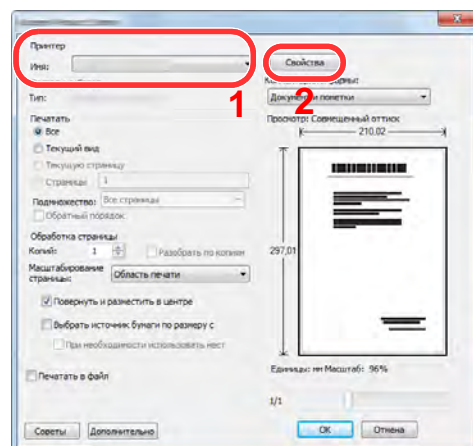 Принтер
Имя:
Свойства
1
2
Тип:
Документ и пометки
Печатать
Просмотр: Совмещенный оттиск
Все
210,02
Текущий вид
Текущую страницу
Страницы
1
Подмножество:
Все страницы
Обратный порядок
Обработка страницы
Копий:
1
Разобрать по копиям
297,01
Масштабирование страницы:
Область печати
Повернуть и разместить в центре
Выбрать источник бумаги по размеру с
При необходимости использовать нест
Единицы: мм Масштаб: 96%
Печатать в файл
1/1
Советы
Дополнительно
OK
Отмена